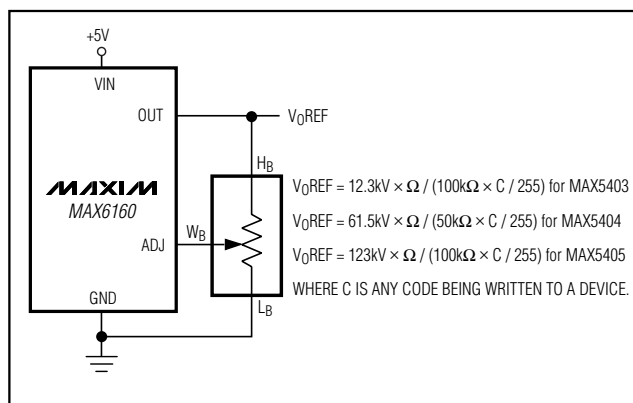 +5V
VIN
OUT
V0REF
HB
MAXIM
MAX6160
ADJ
WB
GND
LB
V0REF = 12.3kV × Ω / (100kΩ × C / 255) for MAX5403
V0REF = 61.5kV × Ω / (50kΩ × C / 255) for MAX5404
V0REF = 123kV × Ω / (100kΩ × C / 255) for MAX5405
WHERE C IS ANY CODE BEING WRITTEN TO A DEVICE.